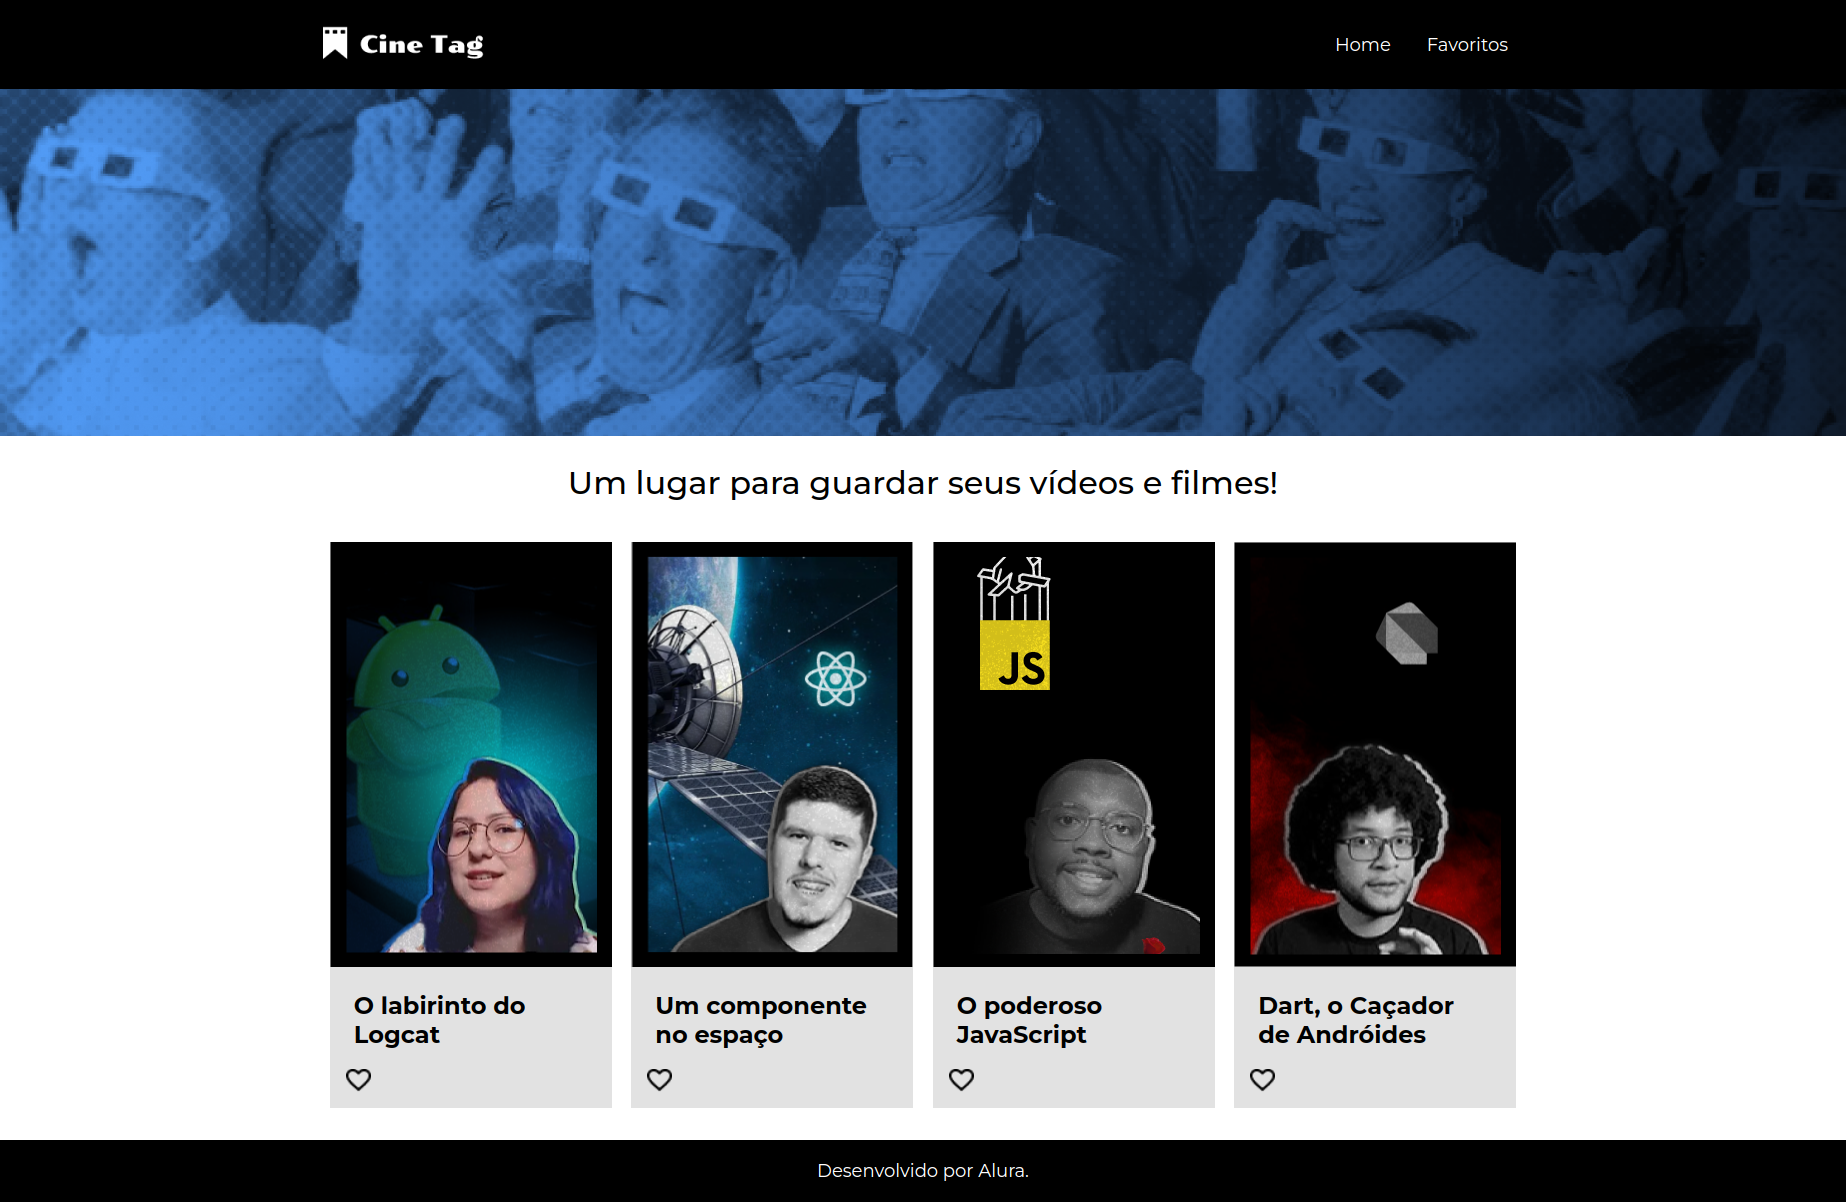 Cine Tag
Home
Favoritos
Um lugar para guardar seus vídeos e filmes!
JS
O labirinto do
Logcat
Um componente
no espaço
O poderoso
JavaScript
Dart, o Caçador
de Andróides
Desenvolvido por Alura.